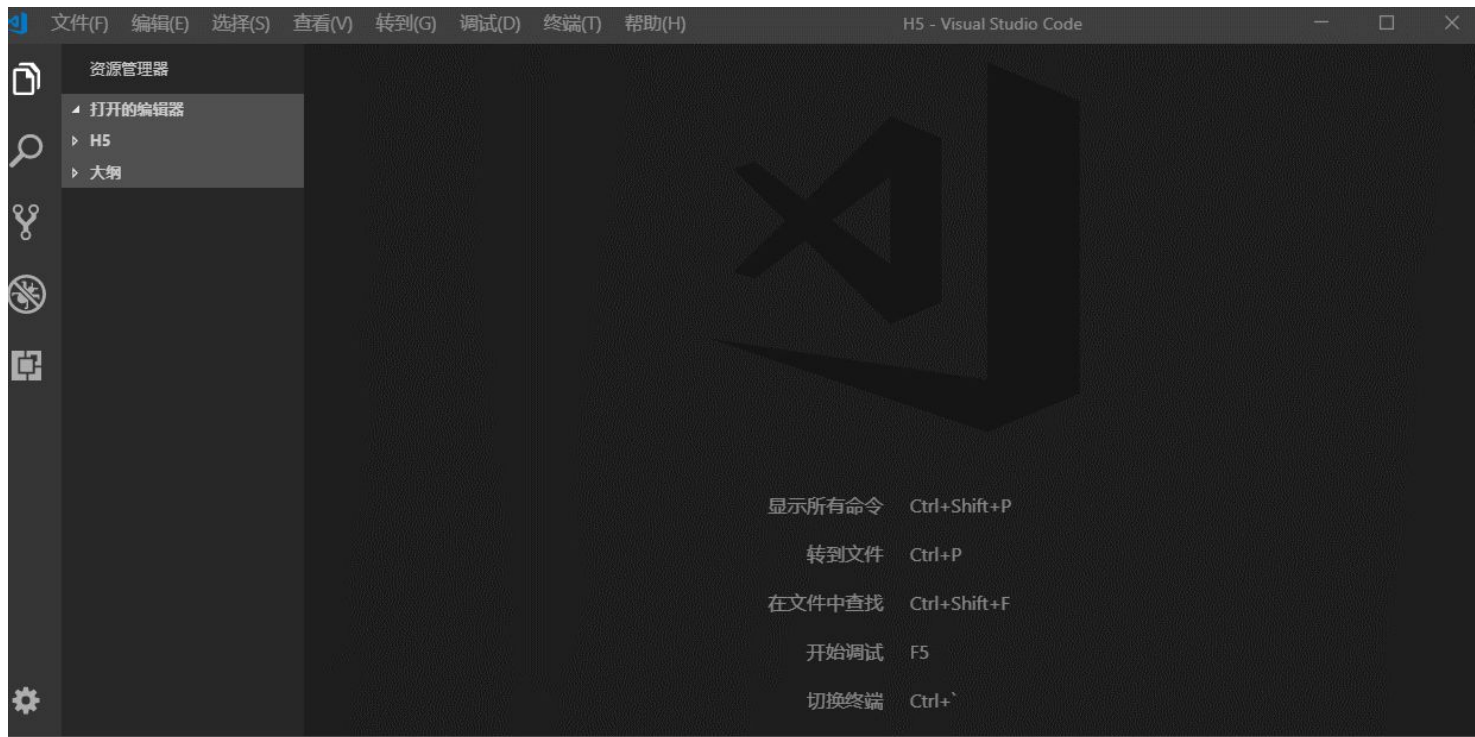 文件(F) 编辑(E) 选择(S) 查看(V) 转到(G) 调试(D) 终端(T) 帮助(H) H5 - Visual Studio Code
资源管理器
打开的编辑器
H5
大纲
显示所有命令 Ctrl+Shift+P
转到文件 Ctrl+P
在文件中查找 Ctrl+Shift+F
开始调试 F5
切换终端 Ctrl+`